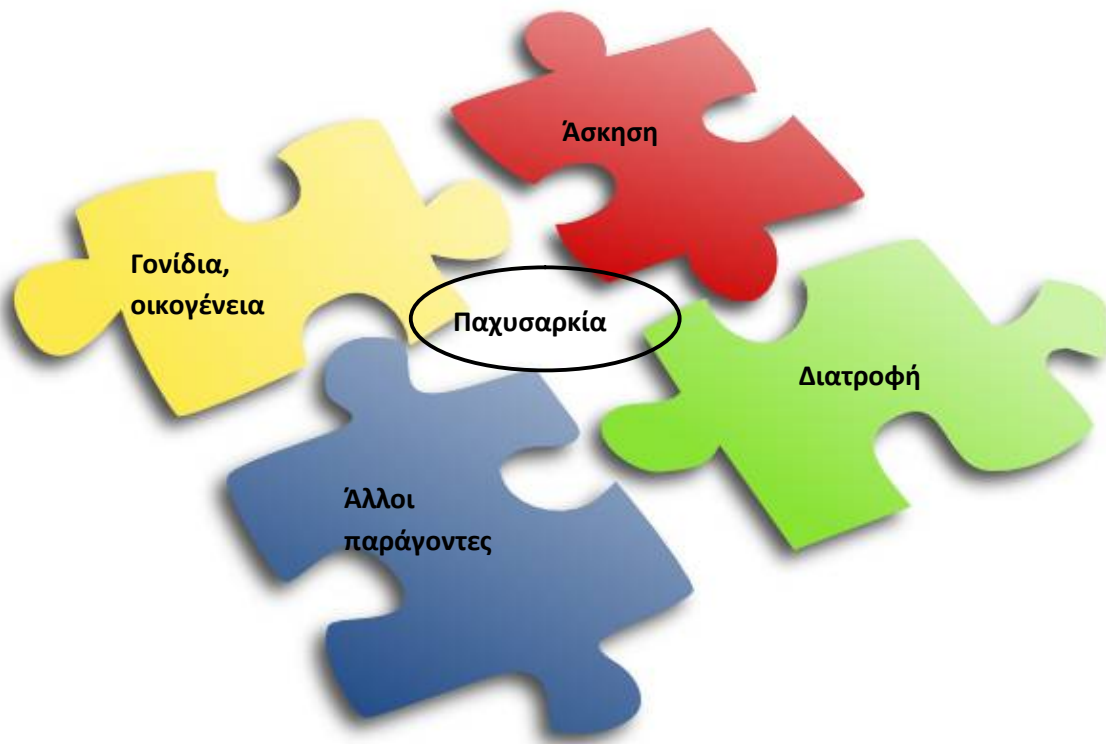 Άσκηση
Γονίδια,
οικογένεια
Παχυσαρκία
Διατροφή
Άλλοι
παράγοντες